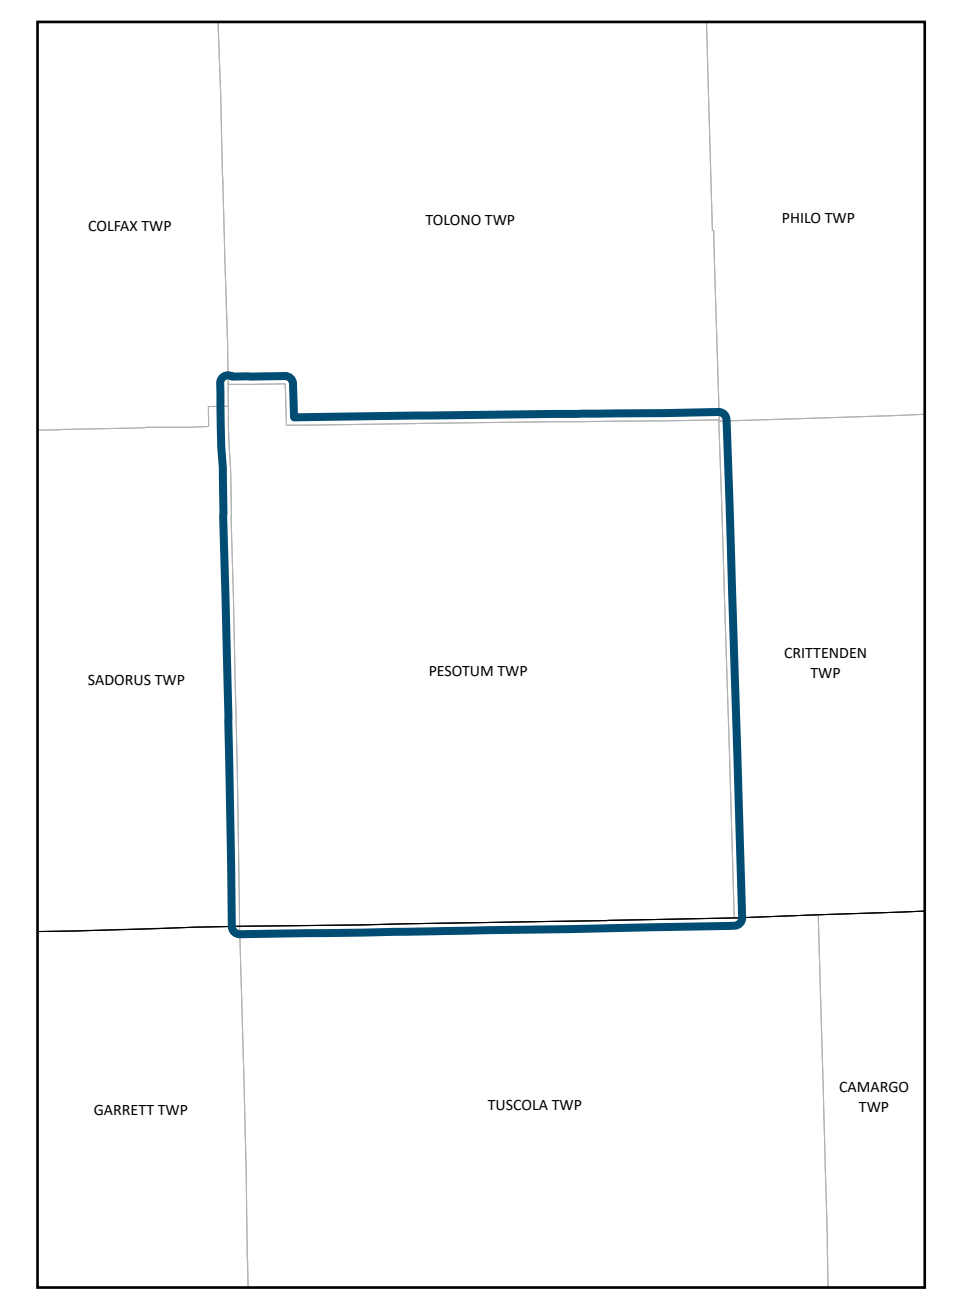 COLFAX TWP
TOLONO TWP
PHILO TWP
SADORUS TWP
PESOTUM TWP
CRITTENDEN
TWP
GARRETT TWP
TUSCOLA TWP
CAMARGO
TWP